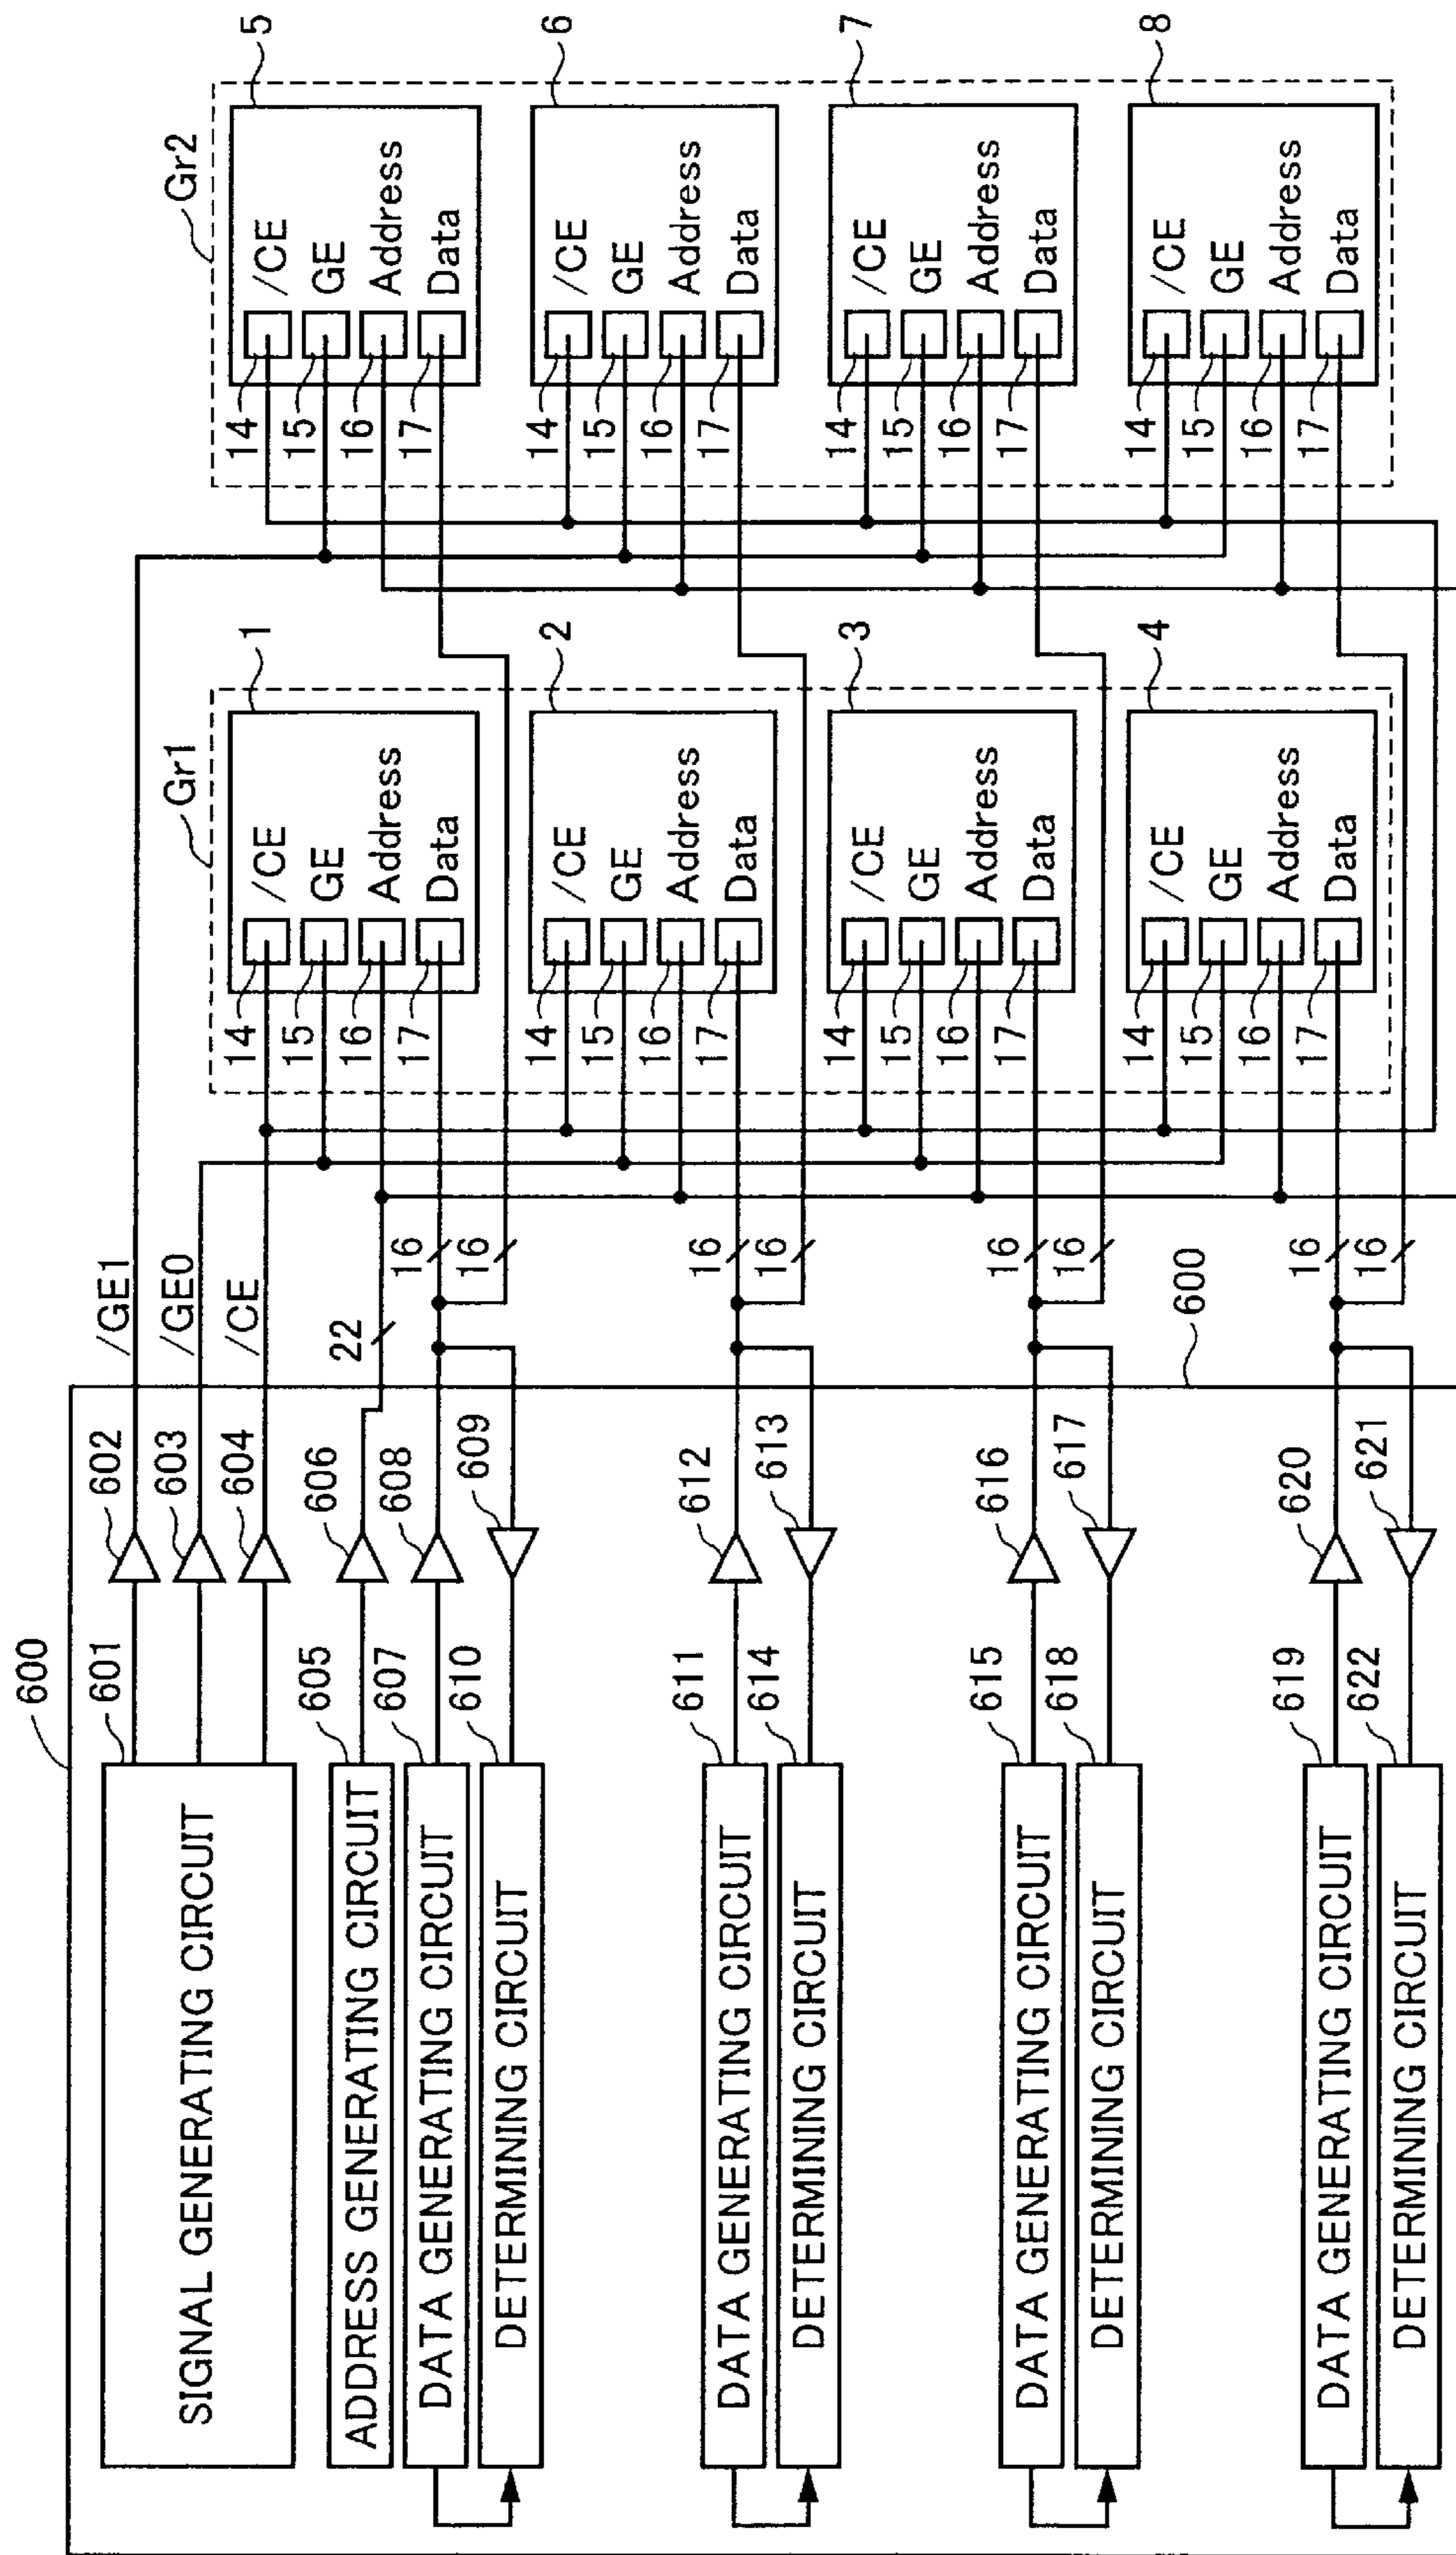 600
601
SIGNAL GENERATING CIRCUIT
602
/GE1
603
/GE0
604
/CE
605
ADDRESS GENERATING CIRCUIT
606
22
607
DATA GENERATING CIRCUIT
608
16
609
16
610
DETERMINING CIRCUIT
611
DATA GENERATING CIRCUIT
612
16
613
16
614
DETERMINING CIRCUIT
615
DATA GENERATING CIRCUIT
616
16
617
16
618
DETERMINING CIRCUIT
619
DATA GENERATING CIRCUIT
620
16
621
16
622
DETERMINING CIRCUIT
600
Gr1
1
14 /CE
15 GE
16 Address
17 Data
2
14 /CE
15 GE
16 Address
17 Data
3
14 /CE
15 GE
16 Address
17 Data
4
14 /CE
15 GE
16 Address
17 Data
Gr2
5
14 /CE
15 GE
16 Address
17 Data
6
14 /CE
15 GE
16 Address
17 Data
7
14 /CE
15 GE
16 Address
17 Data
8
14 /CE
15 GE
16 Address
17 Data